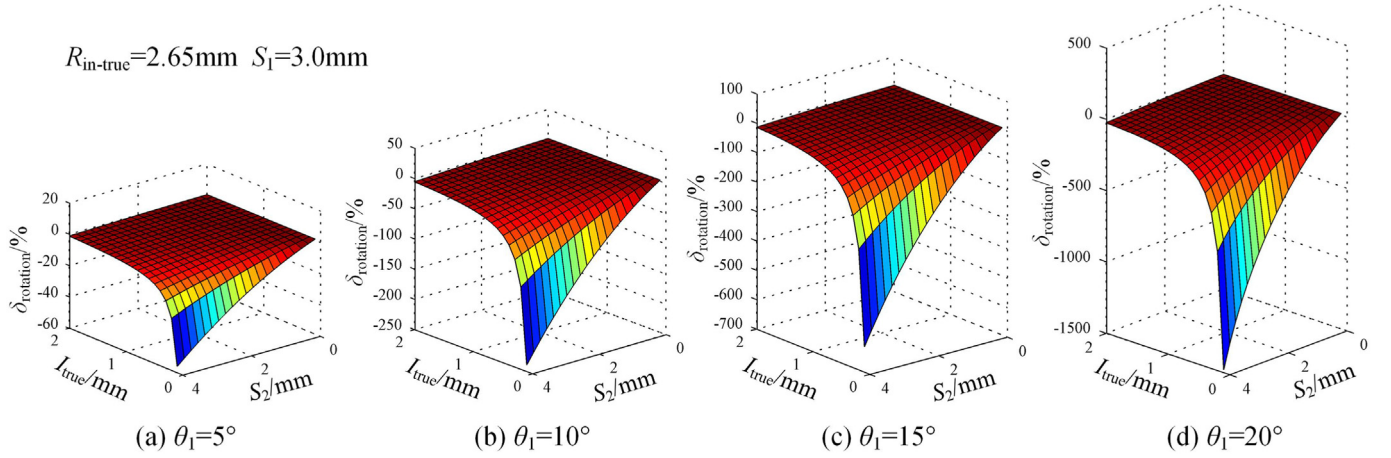 R_in-true=2.65mm S_1=3.0mm
20
0
-20
-40
-60
δ_rotation/%
2
1
0
I_true/mm
4
2
0
S_2/mm
(a) θ_1=5°
50
0
-50
-100
-150
-200
-250
δ_rotation/%
2
1
0
I_true/mm
4
2
0
S_2/mm
(b) θ_1=10°
100
0
-100
-200
-300
-400
-500
-600
-700
δ_rotation/%
2
1
0
I_true/mm
4
2
0
S_2/mm
(c) θ_1=15°
500
0
-500
-1000
-1500
δ_rotation/%
2
1
0
I_true/mm
4
2
0
S_2/mm
(d) θ_1=20°